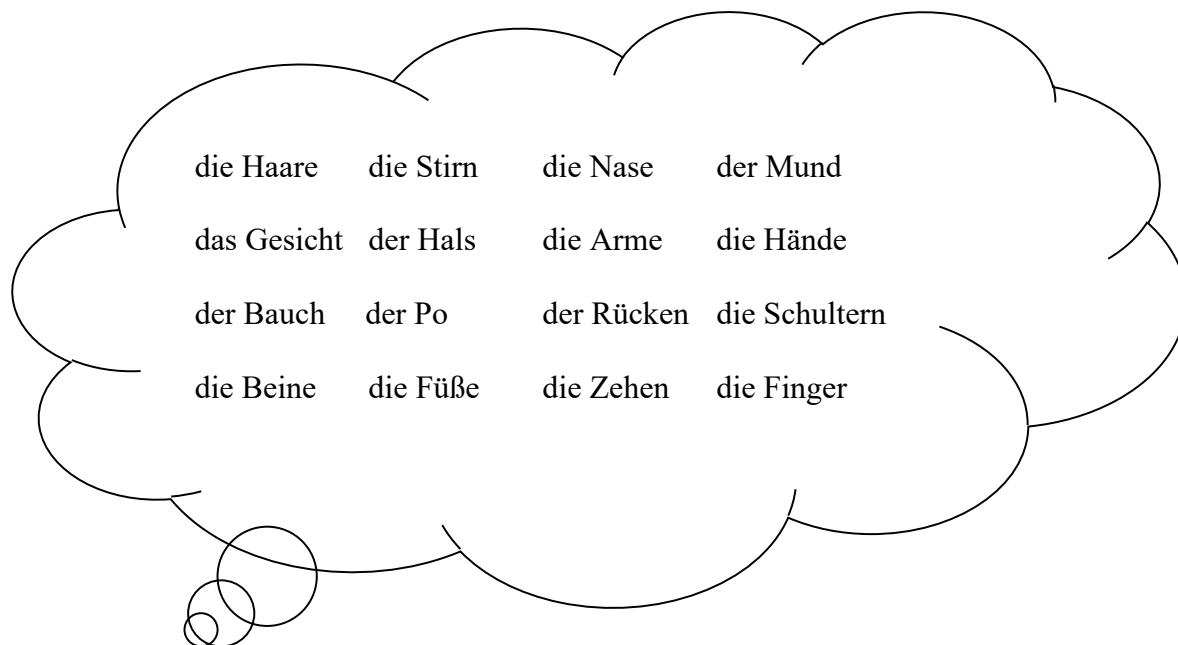 die Haare die Stirn die Nase der Mund
das Gesicht der Hals die Arme die Hände
der Bauch der Po der Rücken die Schultern
die Beine die Füße die Zehen die Finger